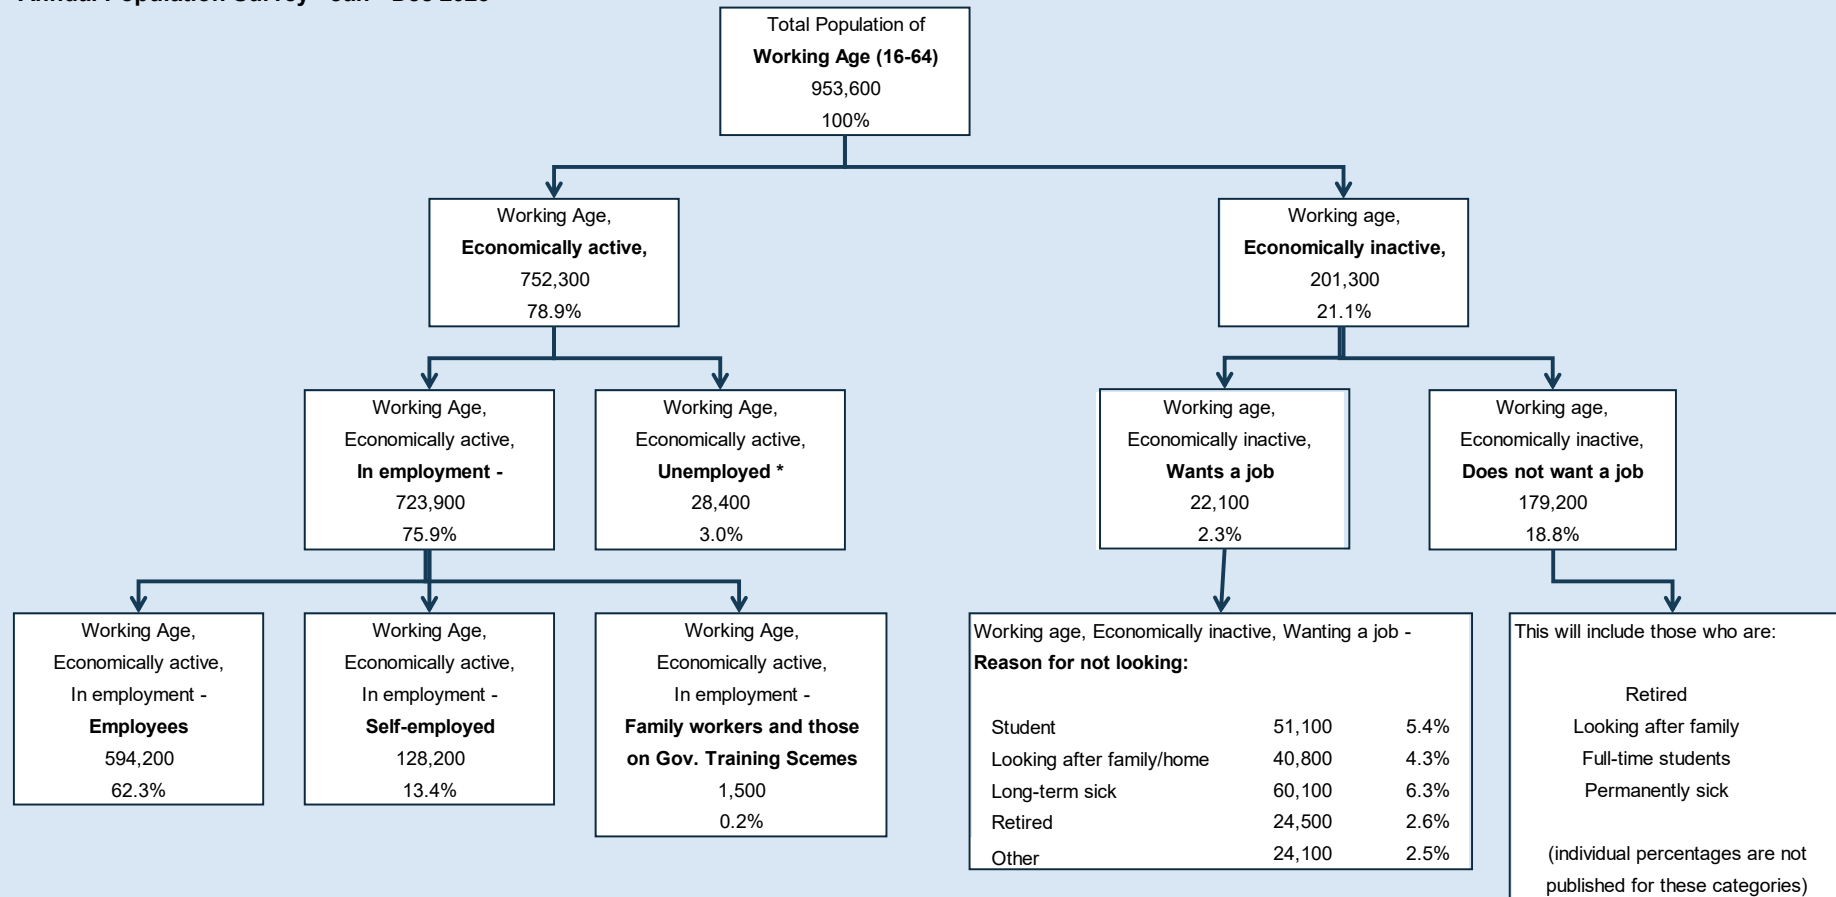 Total Population of
Working Age (16-64)
953,600
100%
Working Age,
Economically active,
752,300
78.9%
Working age,
Economically inactive,
201,300
21.1%
Working Age,
Economically active,
In employment -
723,900
75.9%
Working Age,
Economically active,
Unemployed *
28,400
3.0%
Working age,
Economically inactive,
Wants a job
22,100
2.3%
Working age,
Economically inactive,
Does not want a job
179,200
18.8%
Working Age,
Economically active,
In employment -
Employees
594,200
62.3%
Working Age,
Economically active,
In employment -
Self-employed
128,200
13.4%
Working Age,
Economically active,
In employment -
Family workers and those
on Gov. Training Scemes
1,500
0.2%
Working age, Economically inactive, Wanting a job -
Reason for not looking:
Student 51,100 5.4%
Looking after family/home 40,800 4.3%
Long-term sick 60,100 6.3%
Retired 24,500 2.6%
Other 24,100 2.5%
This will include those who are:
Retired
Looking after family
Full-time students
Permanently sick
(individual percentages are not
published for these categories)